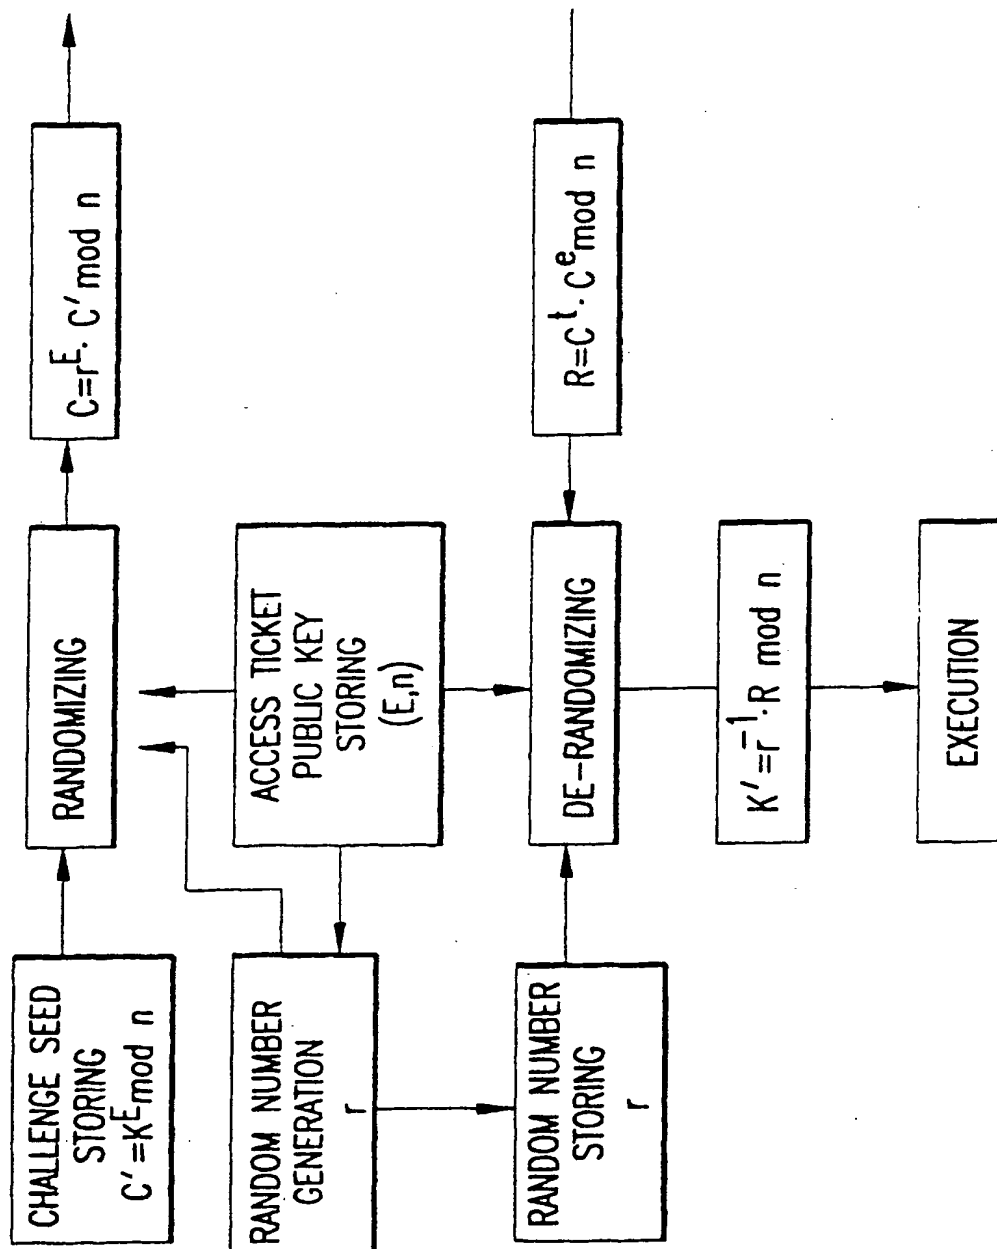 CHALLENGE SEED
STORING
C'=K^E mod n
RANDOMIZING
C=r^E· C' mod n
RANDOM NUMBER
GENERATION
r
ACCESS TICKET
PUBLIC KEY
STORING
(E,n)
RANDOM NUMBER
STORING
r
DE-RANDOMIZING
R=C^t· C^e mod n
K'=r^-1·R mod n
EXECUTION